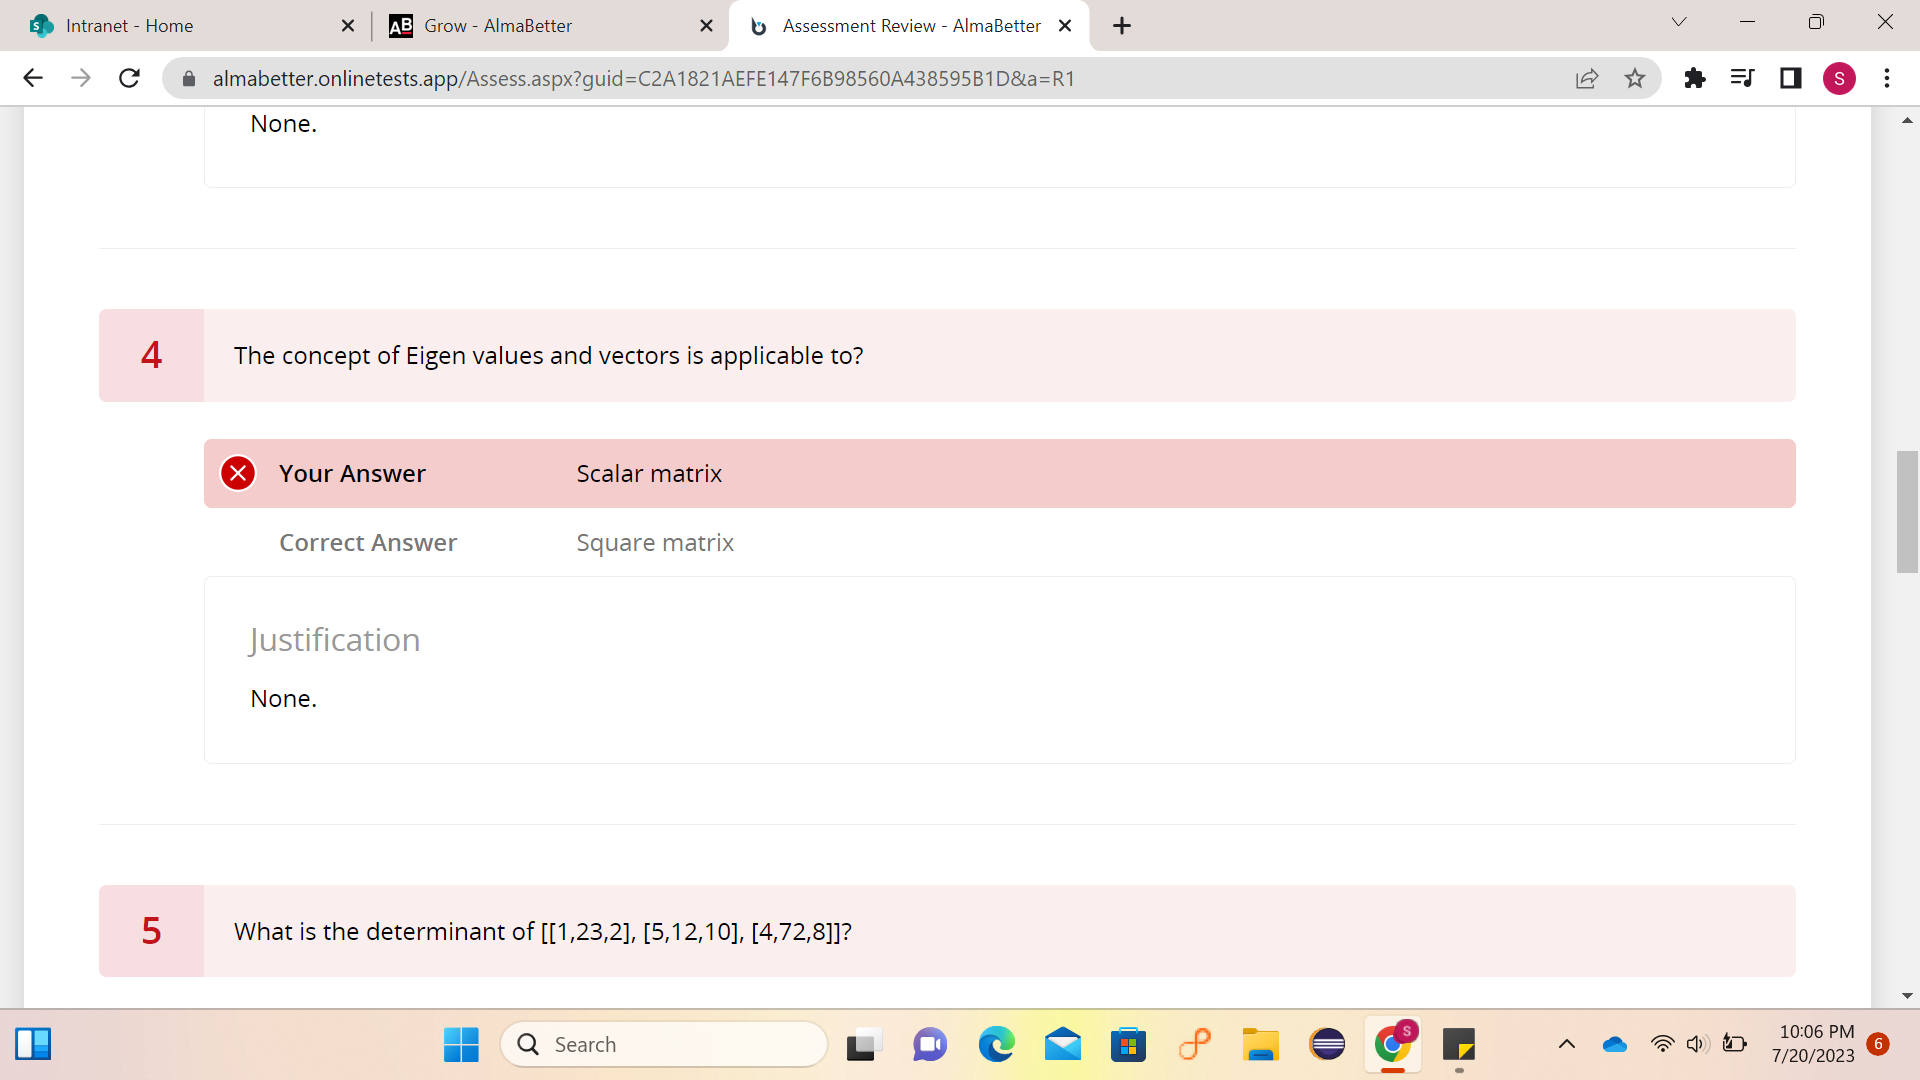 Intranet - Home
Grow - AlmaBetter
Assessment Review - AlmaBetter
almabetter.onlinetests.app/Assess.aspx?guid=C2A1821AEFE147F6B98560A438595B1D&a=R1
S
None.
4
The concept of Eigen values and vectors is applicable to?
Your Answer
Scalar matrix
Correct Answer
Square matrix
Justification
None.
5
What is the determinant of [[1,23,2], [5,12,10], [4,72,8]]?
Search
S
10:06 PM
7/20/2023
6